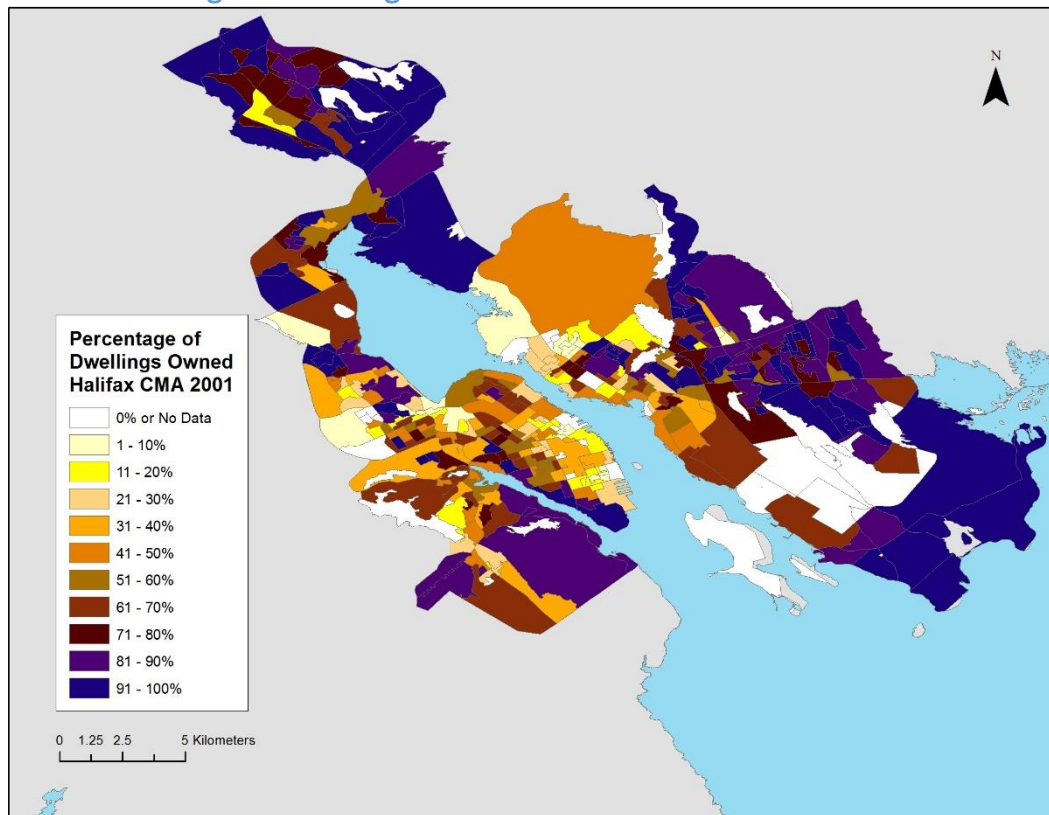 N
Percentage of
Dwellings Owned
Halifax CMA 2001
0% or No Data
1 - 10%
11 - 20%
21 - 30%
31 - 40%
41 - 50%
51 - 60%
61 - 70%
71 - 80%
81 - 90%
91 - 100%
0 1.25 2.5 5 Kilometers